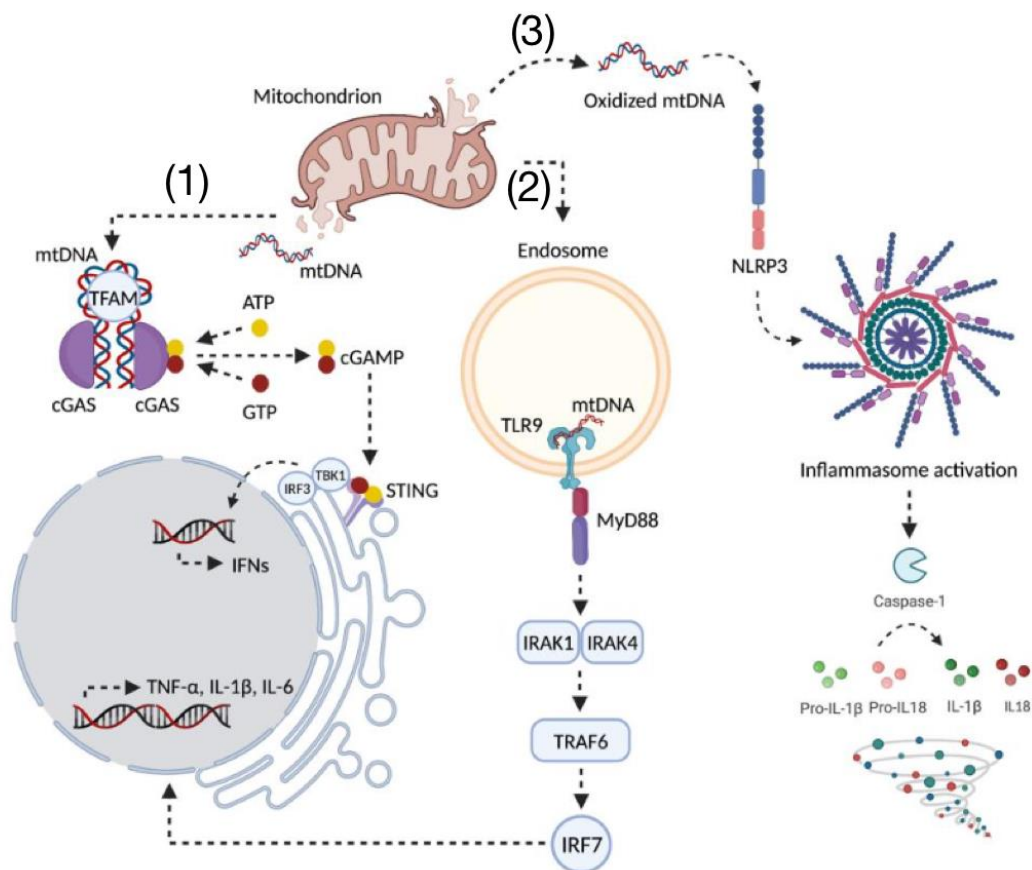 (3)
Mitochondrion
Oxidized mtDNA
(1)
(2)
mtDNA
mtDNA
TFAM
ATP
cGAMP
cGAS
cGAS
GTP
Endosome
NLRP3
TLR9
mtDNA
MyD88
Inflammasome activation
IRF3
TBK1
STING
IFNs
IRAK1
IRAK4
Caspase-1
TNF-α, IL-1β, IL-6
Pro-IL-1β
Pro-IL18
IL-1β
IL18
TRAF6
IRF7